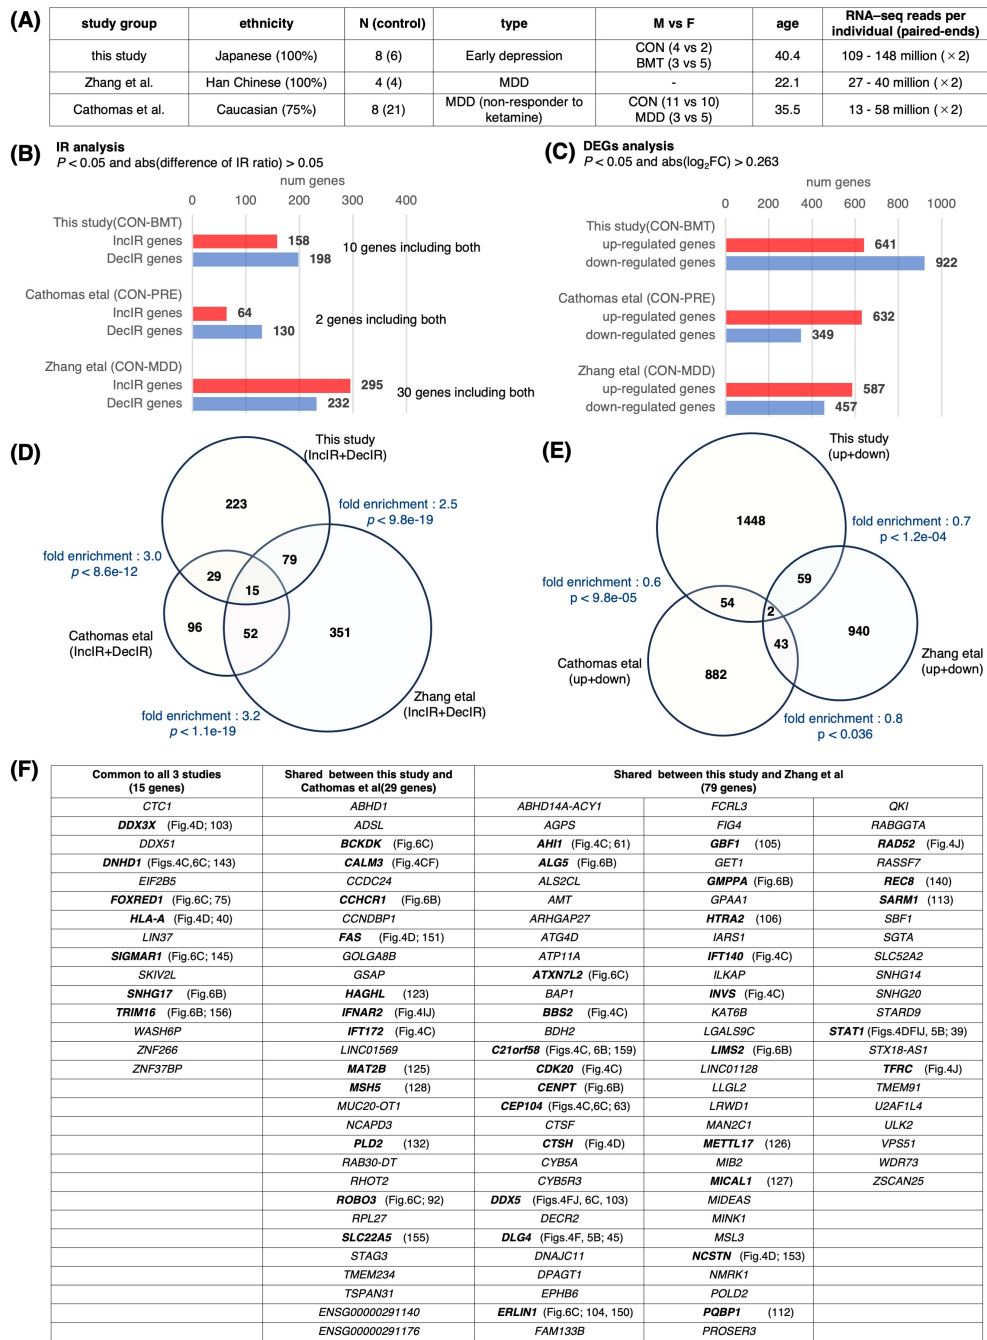 (A)
study group	ethnicity	N (control)	type	M vs F	age	RNA–seq reads per individual (paired-ends)
this study	Japanese (100%)	8 (6)	Early depression	CON (4 vs 2) BMT (3 vs 5)	40.4	109 - 148 million (×2)
Zhang et al.	Han Chinese (100%)	4 (4)	MDD	-	22.1	27 - 40 million (×2)
Cathomas et al.	Caucasian (75%)	8 (21)	MDD (non-responder to ketamine)	CON (11 vs 10) MDD (3 vs 5)	35.5	13 - 58 million (×2)
(B) IR analysis
P < 0.05 and abs(difference of IR ratio) > 0.05
num genes
0 100 200 300 400
This study(CON-BMT)
IncIR genes 158
DecIR genes 198
10 genes including both
Cathomas etal (CON-PRE)
IncIR genes 64
DecIR genes 130
2 genes including both
Zhang etal (CON-MDD)
IncIR genes 295
DecIR genes 232
30 genes including both
(C) DEGs analysis
P < 0.05 and abs(log2FC) > 0.263
num genes
0 200 400 600 800 1000
This study(CON-BMT)
up-regulated genes 641
down-regulated genes 922
Cathomas etal (CON-PRE)
up-regulated genes 632
down-regulated genes 349
Zhang etal (CON-MDD)
up-regulated genes 587
down-regulated genes 457
(D)
This study
(IncIR+DecIR)
223
fold enrichment : 2.5
p < 9.8e-19
fold enrichment : 3.0
p < 8.6e-12
79
29
15
96
52
351
Cathomas etal
(IncIR+DecIR)
Zhang etal
(IncIR+DecIR)
fold enrichment : 3.2
p < 1.1e-19
(E)
This study
(up+down)
1448
fold enrichment : 0.7
p < 1.2e-04
fold enrichment : 0.6
p < 9.8e-05
59
54
2
43
940
882
Cathomas etal
(up+down)
Zhang etal
(up+down)
fold enrichment : 0.8
p < 0.036
(F)
Common to all 3 studies (15 genes)	Shared between this study and Cathomas et al(29 genes)	Shared between this study and Zhang et al (79 genes)
CTC1	ABHD1	ABHD14A-ACY1	FCRL3	QKI
DDX3X (Fig.4D; 103)	ADSL	AGPS	FIG4	RABGGTA
DDX51	BCKDK (Fig.6C)	AHI1 (Fig.4C; 61)	GBF1 (105)	RAD52 (Fig.4J)
DNHD1 (Figs.4C,6C; 143)	CALM3 (Fig.4CF)	ALG5 (Fig.6B)	GET1	RASSF7
EIF2B5	CCDC24	ALS2CL	GMPPA (Fig.6B)	REC8 (140)
FOXRED1 (Fig.6C; 75)	CCHCR1 (Fig.6B)	AMT	GPAA1	SARM1 (113)
HLA-A (Fig.4D; 40)	CCNDBP1	ARHGAP27	HTRA2 (106)	SBF1
LIN37	FAS (Fig.4D; 151)	ATG4D	IARS1	SGTA
SIGMAR1 (Fig.6C; 145)	GOLGA8B	ATP11A	IFT140 (Fig.4C)	SLC52A2
SKIV2L	GSAP	ATXN7L2 (Fig.6C)	ILKAP	SNHG14
SNHG17 (Fig.6B)	HAGHL (123)	BAP1	INVS (Fig.4C)	SNHG20
TRIM16 (Fig.6B; 156)	IFNAR2 (Fig.4IJ)	BBS2 (Fig.4C)	KAT6B	STARD9
WASH6P	IFT172 (Fig.4C)	BDH2	LGALS9C	STAT1 (Figs.4DFIJ, 5B; 39)
ZNF266	LINC01569	C21orf58 (Figs.4C, 6B; 159)	LIMS2 (Fig.6B)	STX18-AS1
ZNF37BP	MAT2B (125)	CDK20 (Fig.4C)	LINC01128	TFRC (Fig.4J)
MSH5 (128)	CENPT (Fig.6B)	LLGL2	TMEM91
MUC20-OT1	CEP104 (Figs.4C,6C; 63)	LRWD1	U2AF1L4
NCAPD3	CTSF	MAN2C1	ULK2
PLD2 (132)	CTSH (Fig.4D)	METTL17 (126)	VPS51
RAB30-DT	CYB5A	MIB2	WDR73
RHOT2	CYB5R3	MICAL1 (127)	ZSCAN25
ROBO3 (Fig.6C; 92)	DDX5 (Figs.4FJ, 6C, 103)	MIDEAS
RPL27	DECR2	MINK1
SLC22A5 (155)	DLG4 (Figs.4F, 5B; 45)	MSL3
STAG3	DNAJC11	NCSTN (Fig.4D; 153)
TMEM234	DPAGT1	NMRK1
TSPAN31	EPHB6	POLD2
ENSG00000291140	ERLIN1 (Fig.6C; 104, 150)	PQBP1 (112)
ENSG00000291176	FAM133B	PROSER3